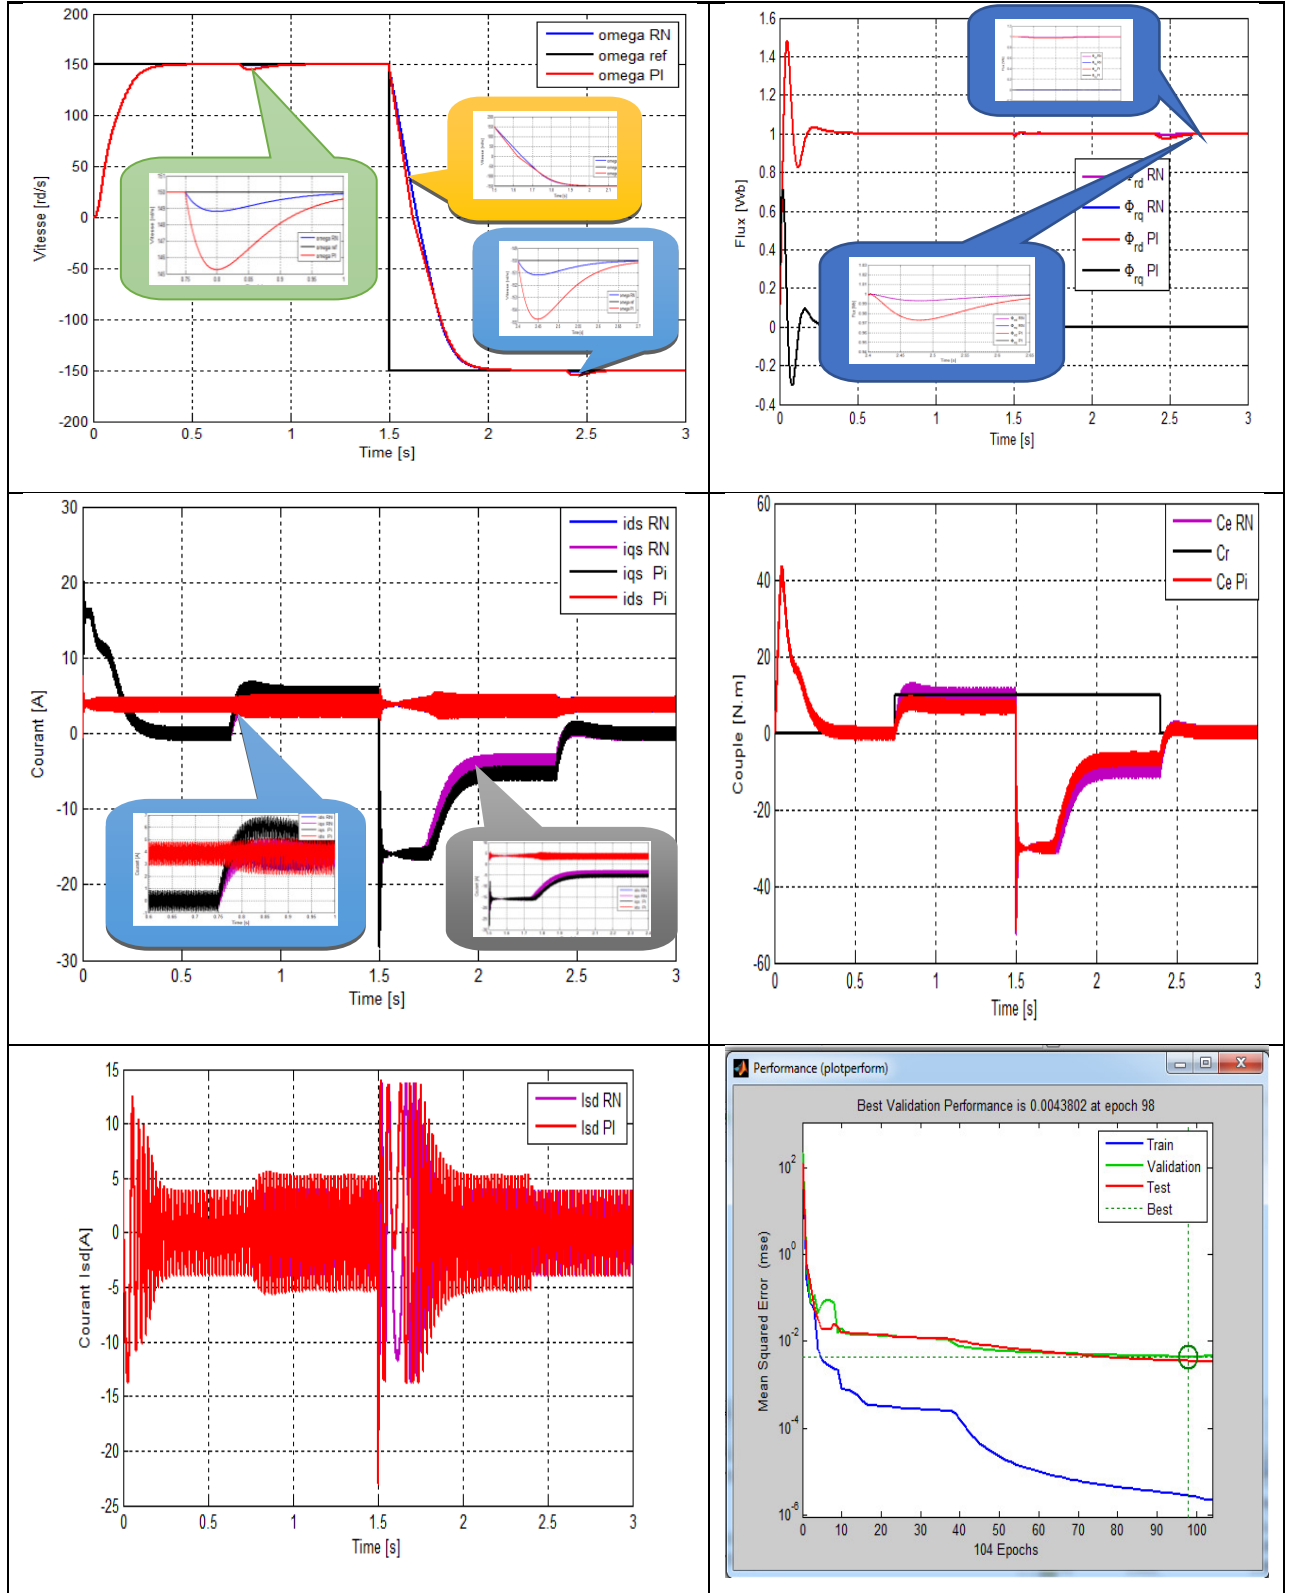 200
150
100
50
0
-50
-100
-150
-200
Vitesse [rd/s]
omega RN
omega ref
omega PI
0
0.5
1
1.5
2
2.5
3
Time [s]
1.6
1.4
1.2
1
0.8
0.6
0.4
0.2
0
-0.2
-0.4
Flux [Wb]
Φrd RN
Φrq RN
Φrd PI
Φrq PI
0
0.5
1
1.5
2
2.5
3
Time [s]
30
20
10
0
-10
-20
-30
Courant [A]
ids RN
iqs RN
iqs Pi
ids Pi
0
0.5
1
1.5
2
2.5
3
Time [s]
60
40
20
0
-20
-40
-60
Couple [N.m]
Ce RN
Cr
Ce Pi
0
0.5
1
1.5
2
2.5
3
Time [s]
15
10
5
0
-5
-10
-15
-20
-25
Courant Isd[A]
Isd RN
Isd PI
0
0.5
1
1.5
2
2.5
3
Time [s]
Performance (plotperform)
Best Validation Performance is 0.0043802 at epoch 98
10^2
10^0
10^-2
10^-4
10^-6
Mean Squared Error (mse)
Train
Validation
Test
Best
0
10
20
30
40
50
60
70
80
90
100
104 Epochs